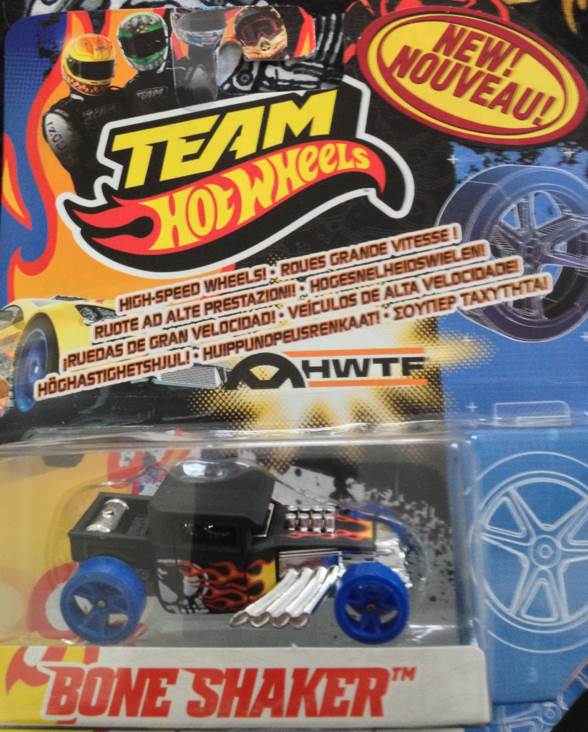 NEW!
NOUVEAU!
TEAM
HOT WHEELS
HIGH-SPEED WHEELS! • ROUES GRANDE VITESSE !
RUOTE AD ALTE PRESTAZIONI! • HOGESNELHEIDSWIELEN!
¡RUEDAS DE GRAN VELOCIDAD! • VEÍCULOS DE ALTA VELOCIDADE!
HÖGHASTIGHETSHJUL! • HUIPPUNOPEUSRENKAAT! • ΣΟΥΠΕΡ ΤΑΧΥΤΗΤΑ!
HWTF
BONE SHAKER™